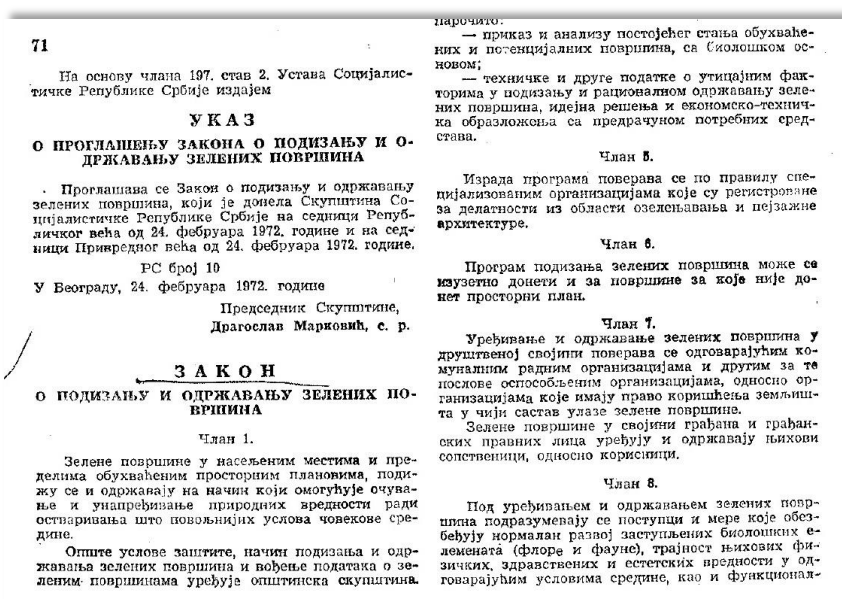 71
На основу члана 197. став 2. Устава Социјалис-
тичке Републике Србије издајем
УКАЗ
О ПРОГЛАШЕЊУ ЗАКОНА О ПОДИЗАЊУ И О-
ДРЖАВАЊУ ЗЕЛЕНИХ ПОВРШИНА
Проглашава се Закон о подизању и одржавању
зелених површина, који је донела Скупштина Со-
цијалистичке Републике Србије на седници Репуб-
личког већа од 24. фебруара 1972. године и на сед-
ници Привредног већа од 24. фебруара 1972. године.
РС број 10
У Београду, 24. фебруара 1972. године
Председник Скупштине,
Драгослав Марковић, с. р.
ЗАКОН
О ПОДИЗАЊУ И ОДРЖАВАЊУ ЗЕЛЕНИХ ПО-
ВРШИНА
Члан 1.
Зелене површине у насељеним местима и пре-
делима обухваћеним просторним плановима, поди-
жу се и одржавају на начин који омогућује очува-
ње и унапређивање природних вредности ради
остваривања што повољнијих услова човекове сре-
дине.
Опште услове заштите, начин подизања и одр-
жавања зелених површина и вођење података о зе-
леним површинама уређује општинска скупштина.
нарочито:
— приказ и анализу постојећег стања обухваће-
них и потенцијалних површина, са биолошком ос-
новом;
— техничке и друге податке о утицајним фак-
торима у подизању и рационалном одржавању зеле-
них површина, идејна решења и економско-технич-
ка образложења са предрачуном потребних сред-
става.
Члан 5.
Израда програма поверава се по правилу спе-
цијализованим организацијама које су регистроване
за делатности из области озелењавања и пејзажне
архитектуре.
Члан 6.
Програм подизања зелених површина може се
изузетно донети и за површине за које није до-
нет просторни план.
Члан 7.
Уређивање и одржавање зелених површина у
друштвеној својини поверава се одговарајућим ко-
муналним радним организацијама и другим за те
послове оспособљеним организацијама, односно ор-
ганизацијама које имају право коришћења земљиш-
та у чији састав улазе зелене површине.
Зелене површине у својини грађана и грађан-
ских правних лица уређују и одржавају њихови
сопственици, односно корисници.
Члан 8.
Под уређивањем и одржавањем зелених повр-
шина подразумевају се поступци и мере које обез-
бећују нормалан развој заступљених биолошких е-
лемената (флоре и фауне), трајност њихових фи-
зичких, здравствених и естетских вредности у од-
говарајућим условима средине, као и функционал-